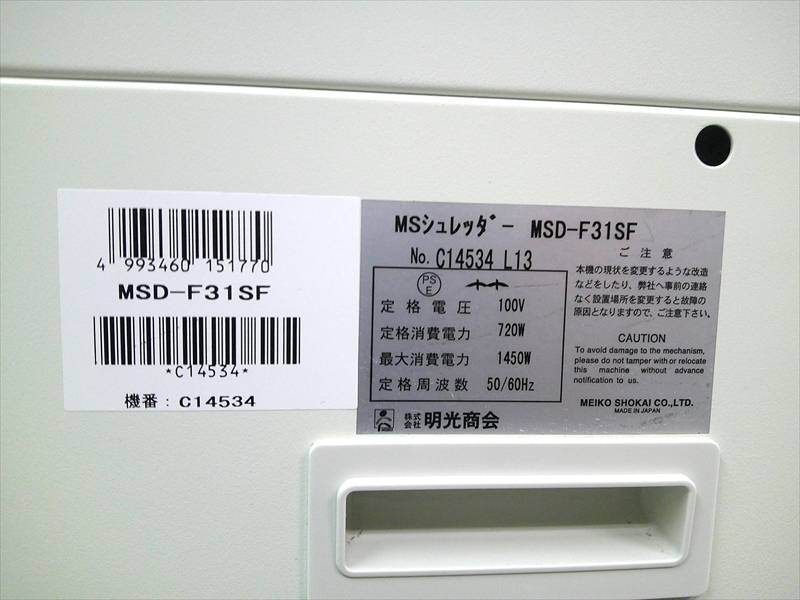 4 993460 151770
MSD-F31SF
*C14534*
機番：C14534
MSシュレッダー MSD-F31SF
No. C14534 L13
PS
E
定格電圧 100V
定格消費電力 720W
最大消費電力 1450W
定格周波数 50/60Hz
株式会社 明光商会
ご注意
本機の現状を変更するような改造
などをしたり、弊社へ事前の連絡
なく設置場所を変更すると故障の
原因となりますので、ご注意下さい。
CAUTION
To avoid damage to the mechanism,
please do not tamper with or relocate
this machine without advance
notification to us.
MEIKO SHOKAI CO.,LTD.
MADE IN JAPAN